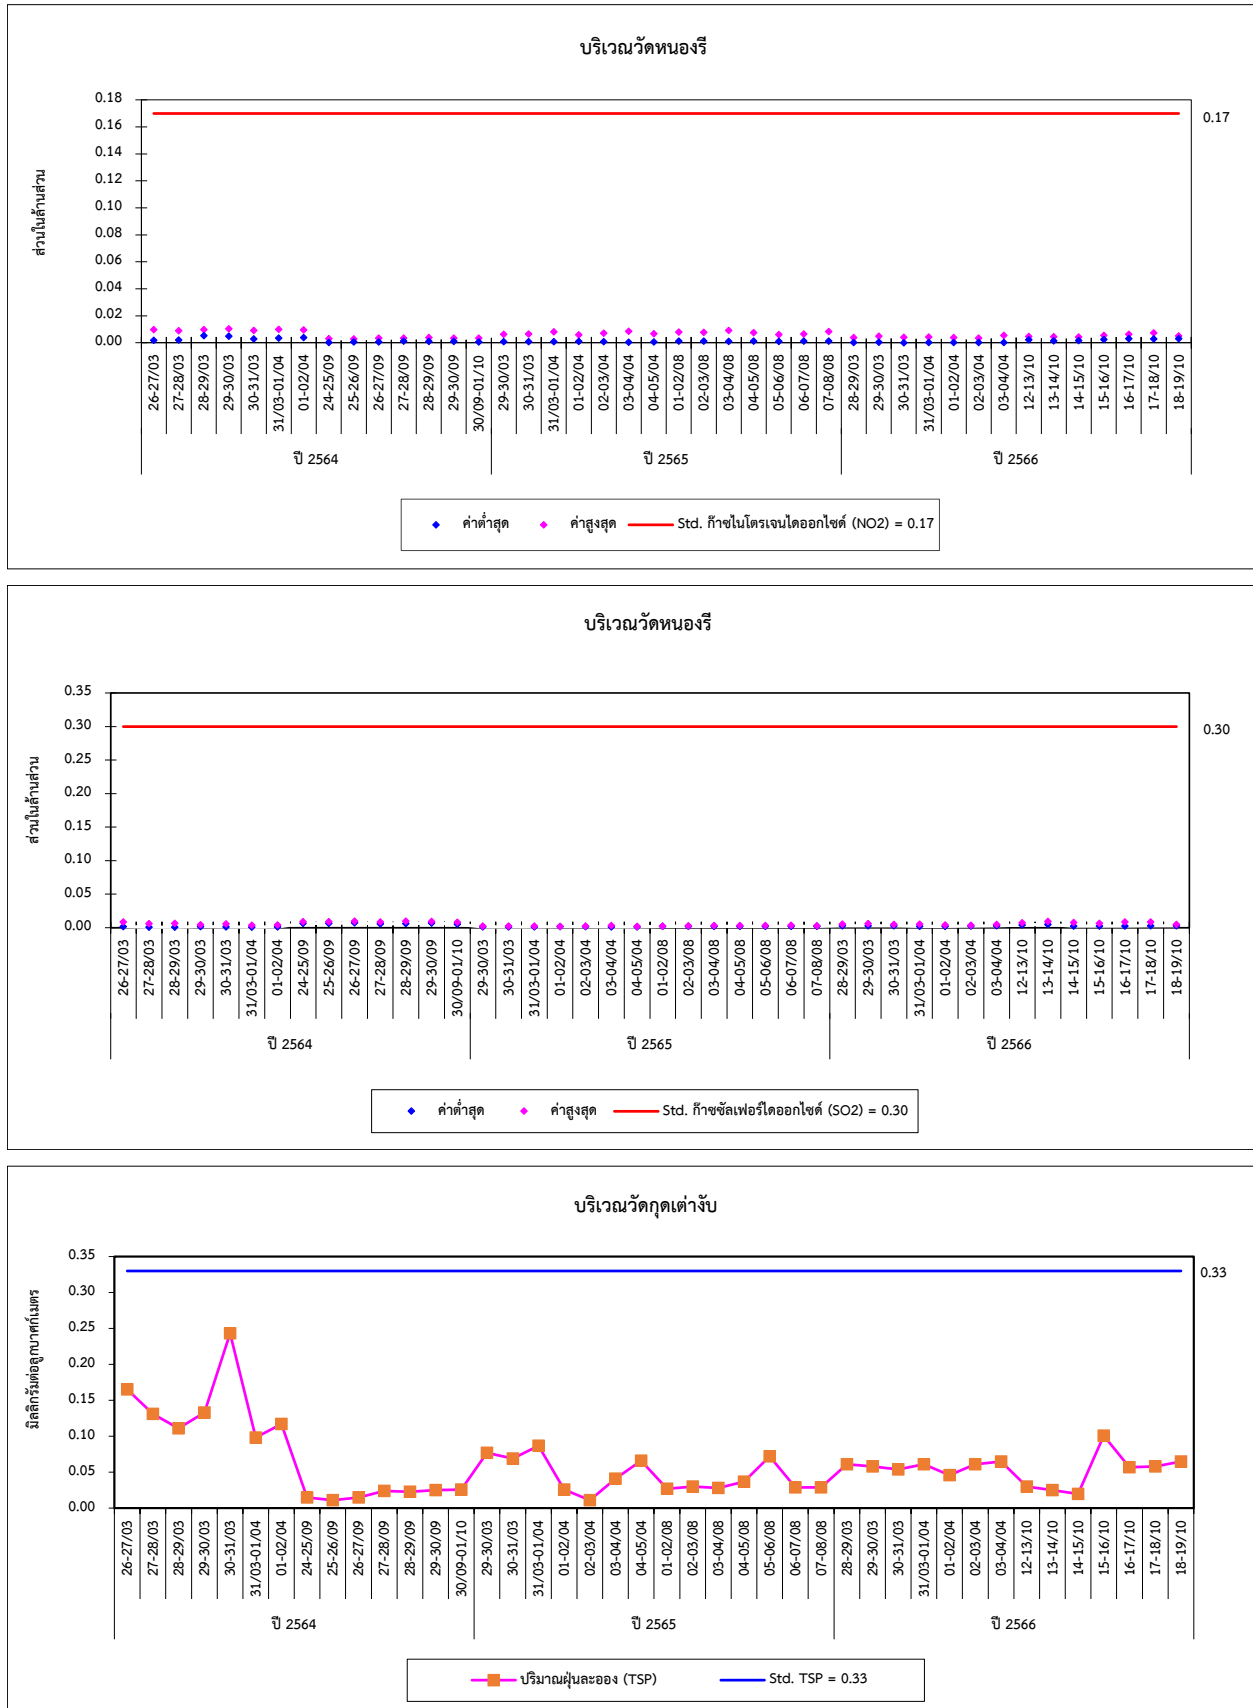 บริเวณวัดหนองรี
ส่วนในล้านส่วน
0.18
0.16
0.14
0.12
0.10
0.08
0.06
0.04
0.02
0.00
0.17
26-27/03 27-28/03 28-29/03 29-30/03 30-31/03 31/03-01/04 01-02/04 24-25/09 25-26/09 26-27/09 27-28/09 28-29/09 29-30/09 30/09-01/10 29-30/03 30-31/03 31/03-01/04 01-02/04 02-03/04 03-04/04 04-05/04 01-02/08 02-03/08 03-04/08 04-05/08 05-06/08 06-07/08 07-08/08 28-29/03 29-30/03 30-31/03 31/03-01/04 01-02/04 02-03/04 03-04/04 12-13/10 13-14/10 14-15/10 15-16/10 16-17/10 17-18/10 18-19/10
ปี 2564 ปี 2565 ปี 2566
ค่าต่ำสุด ค่าสูงสุด Std. ก๊าซไนโตรเจนไดออกไซด์ (NO2) = 0.17
บริเวณวัดหนองรี
ส่วนในล้านส่วน
0.35
0.30
0.25
0.20
0.15
0.10
0.05
0.00
0.30
26-27/03 27-28/03 28-29/03 29-30/03 30-31/03 31/03-01/04 01-02/04 24-25/09 25-26/09 26-27/09 27-28/09 28-29/09 29-30/09 30/09-01/10 29-30/03 30-31/03 31/03-01/04 01-02/04 02-03/04 03-04/04 04-05/04 01-02/08 02-03/08 03-04/08 04-05/08 05-06/08 06-07/08 07-08/08 28-29/03 29-30/03 30-31/03 31/03-01/04 01-02/04 02-03/04 03-04/04 12-13/10 13-14/10 14-15/10 15-16/10 16-17/10 17-18/10 18-19/10
ปี 2564 ปี 2565 ปี 2566
ค่าต่ำสุด ค่าสูงสุด Std. ก๊าซซัลเฟอร์ไดออกไซด์ (SO2) = 0.30
บริเวณวัดกุดเต่างับ
มิลลิกรัมต่อลูกบาศก์เมตร
0.35
0.30
0.25
0.20
0.15
0.10
0.05
0.00
0.33
26-27/03 27-28/03 28-29/03 29-30/03 30-31/03 31/03-01/04 01-02/04 24-25/09 25-26/09 26-27/09 27-28/09 28-29/09 29-30/09 30/09-01/10 29-30/03 30-31/03 31/03-01/04 01-02/04 02-03/04 03-04/04 04-05/04 01-02/08 02-03/08 03-04/08 04-05/08 05-06/08 06-07/08 07-08/08 28-29/03 29-30/03 30-31/03 31/03-01/04 01-02/04 02-03/04 03-04/04 12-13/10 13-14/10 14-15/10 15-16/10 16-17/10 17-18/10 18-19/10
ปี 2564 ปี 2565 ปี 2566
ปริมาณฝุ่นละออง (TSP) Std. TSP = 0.33